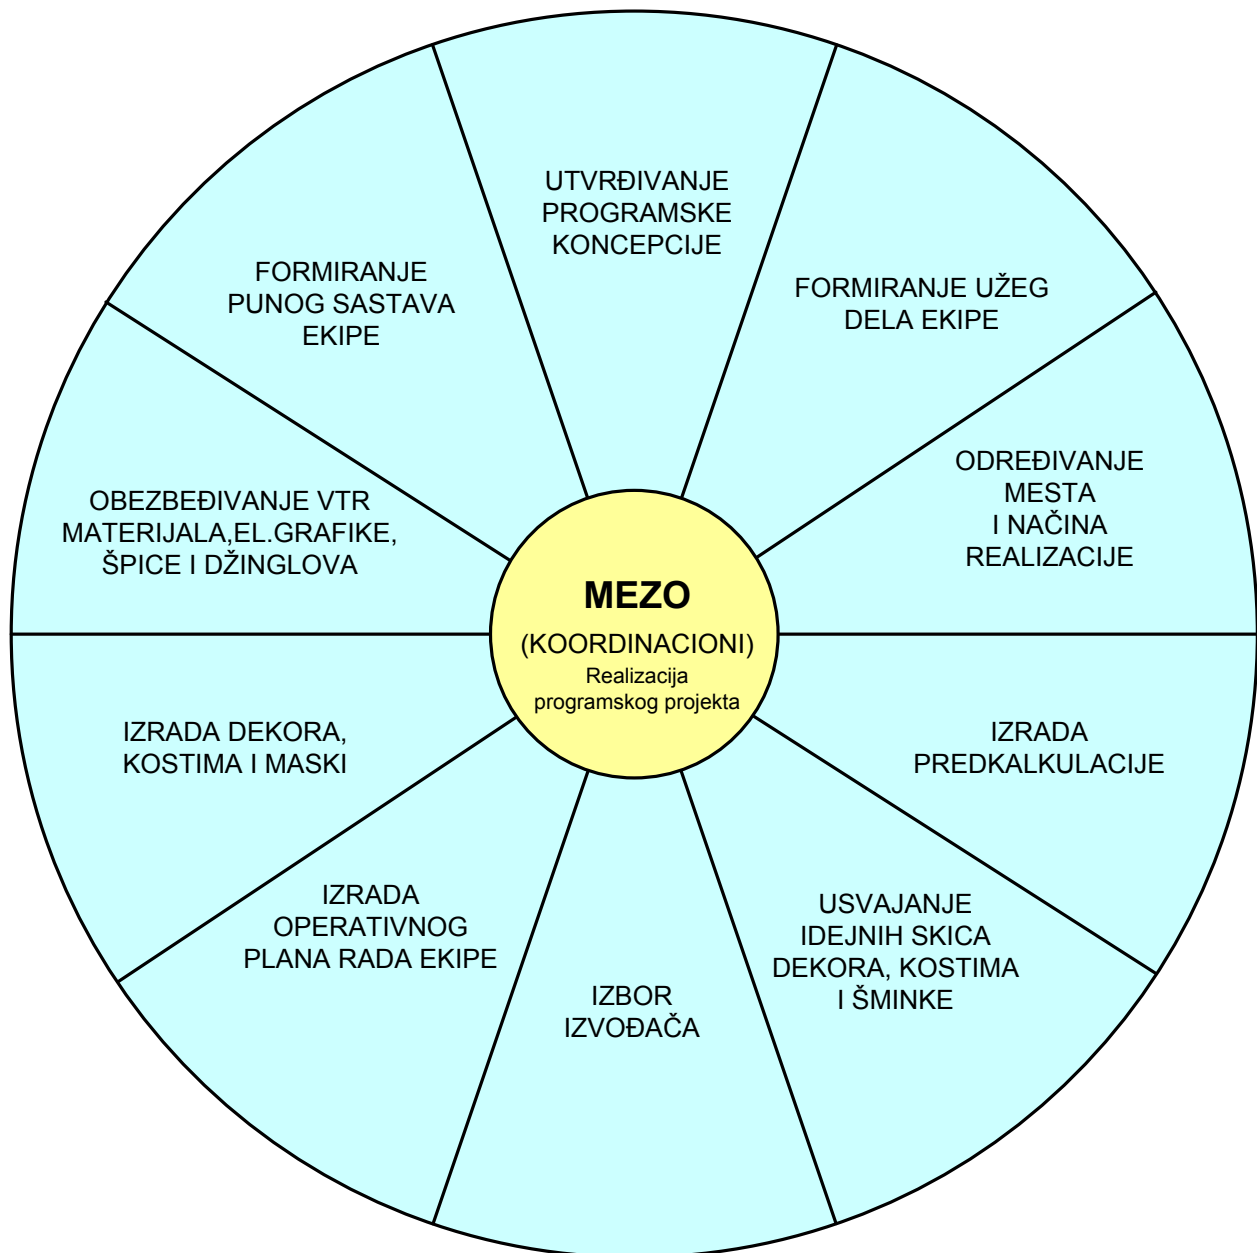 UTVRĐIVANJE
PROGRAMSKE
KONCEPCIJE
FORMIRANJE UŽEG
DELA EKIPE
ODREĐIVANJE
MESTA
I NAČINA
REALIZACIJE
IZRADA
PREDKALKULACIJE
USVAJANJE
IDEJNIH SKICA
DEKORA, KOSTIMA
I ŠMINKE
IZBOR
IZVOĐAČA
IZRADA
OPERATIVNOG
PLANA RADA EKIPE
IZRADA DEKORA,
KOSTIMA I MASKI
OBEZBEĐIVANJE VTR
MATERIJALA,EL.GRAFIKE,
ŠPICE I DŽINGLOVA
FORMIRANJE
PUNOG SASTAVA
EKIPE
MEZO
(KOORDINACIONI)
Realizacija
programskog projekta